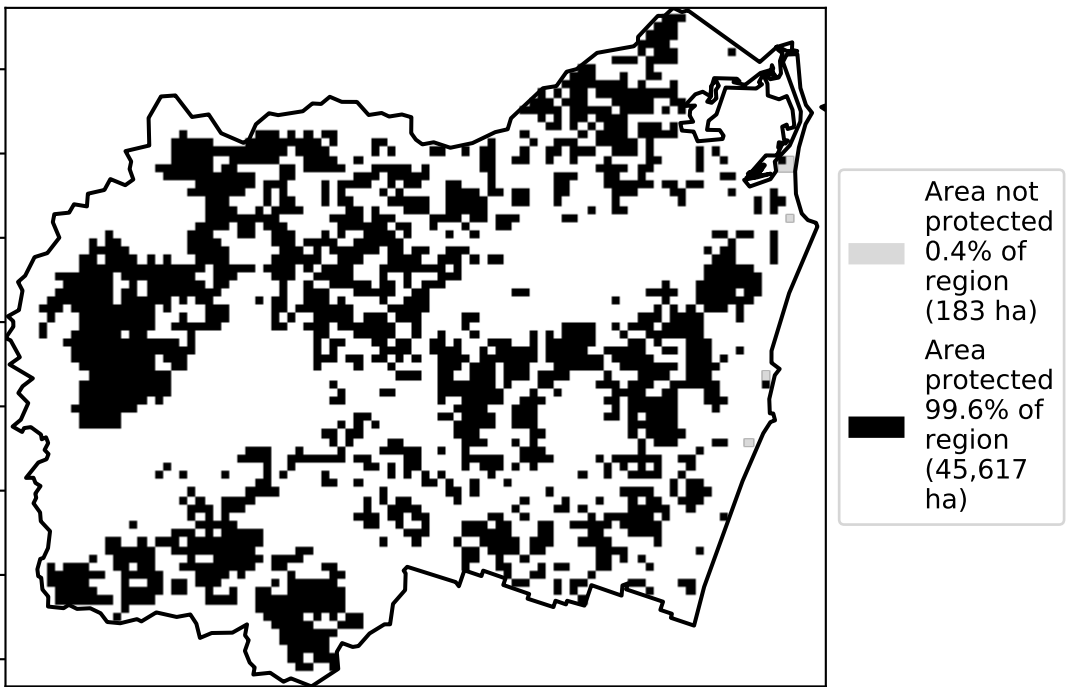 Area not
protected
0.4% of
region
(183 ha)
Area
protected
99.6% of
region
(45,617
ha)